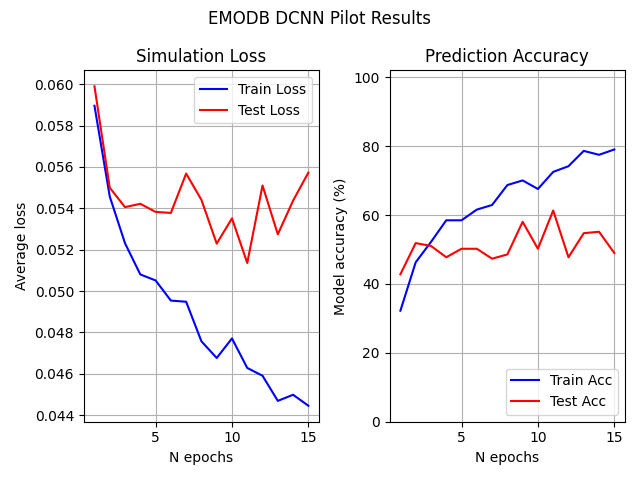 EMODB DCNN Pilot Results
Simulation Loss
Train Loss
Test Loss
0.060
0.058
0.056
0.054
0.052
0.050
0.048
0.046
0.044
Average loss
5 10 15
N epochs
Prediction Accuracy
100
80
60
40
20
0
Model accuracy (%)
Train Acc
Test Acc
5 10 15
N epochs